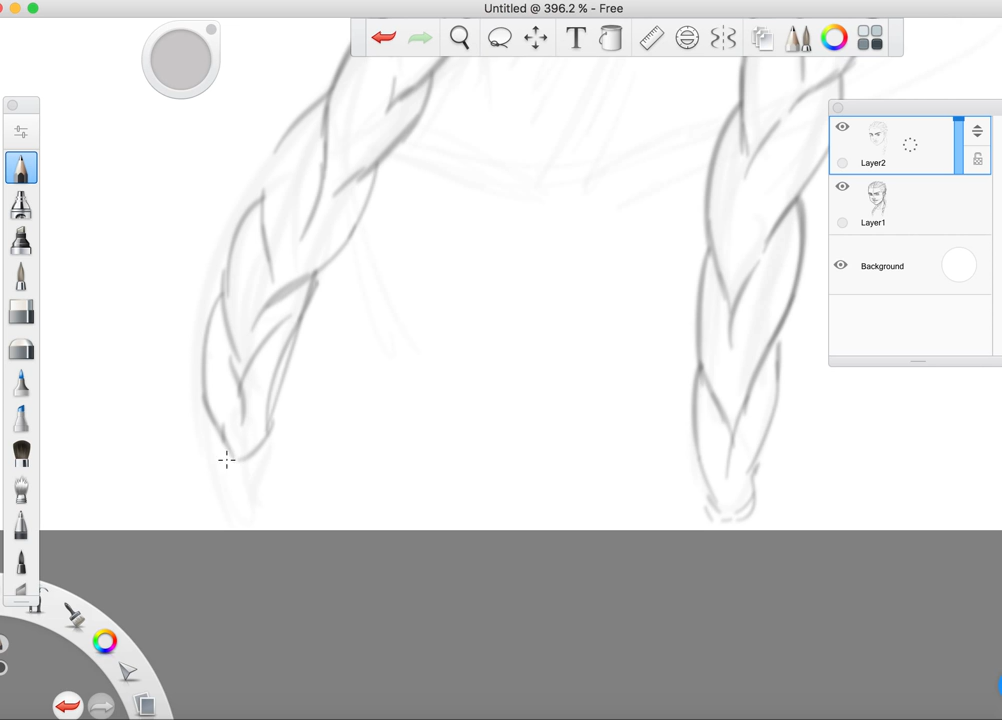 Untitled @ 396.2 % - Free
T
Layer2
Layer1
Background